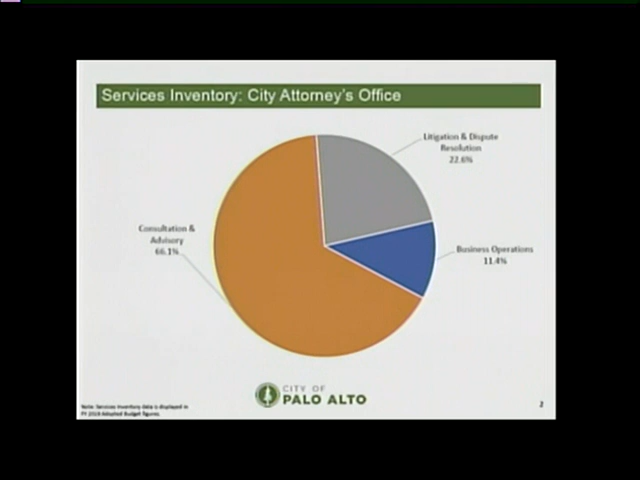 Services Inventory: City Attorney's Office
Litigation & Dispute
Resolution
22.6%
Consultation &
Advisory
66.1%
Business Operations
11.4%
CITY OF
PALO ALTO
Note: Services Inventory data is displayed in
FY 2019 Adopted Budget figures.
2